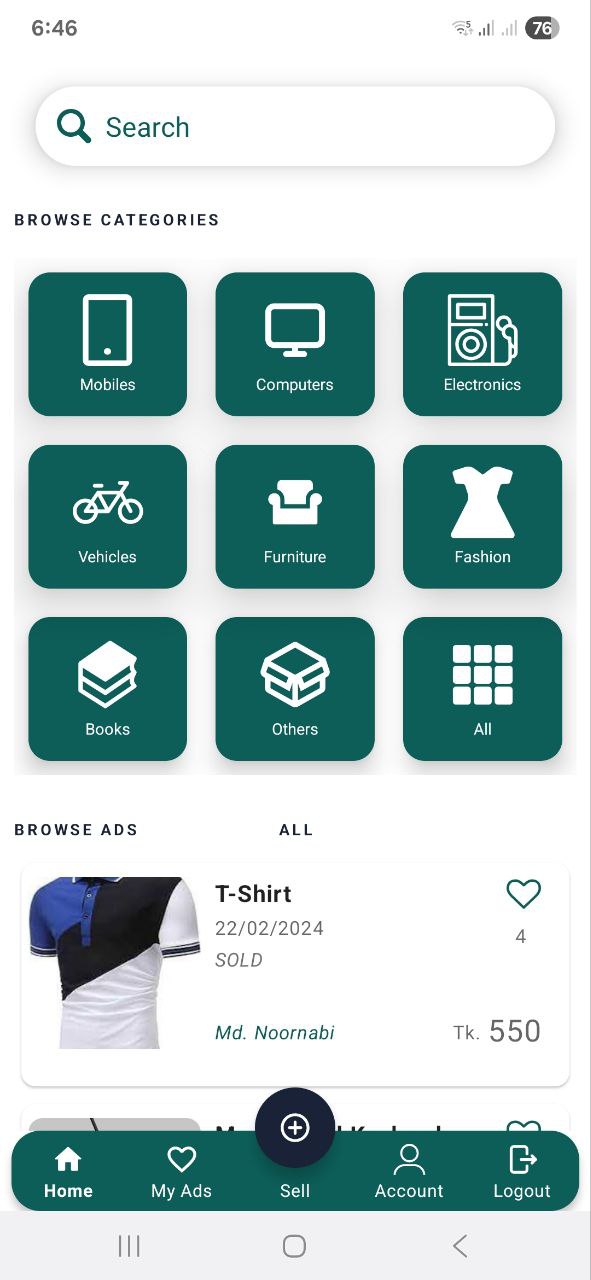 6:46
5
76
Search
BROWSE CATEGORIES
Mobiles Computers Electronics
Vehicles Furniture Fashion
Books Others All
BROWSE ADS ALL
T-Shirt
22/02/2024
4
SOLD
Md. Noornabi Tk. 550
Home My Ads Sell Account Logout